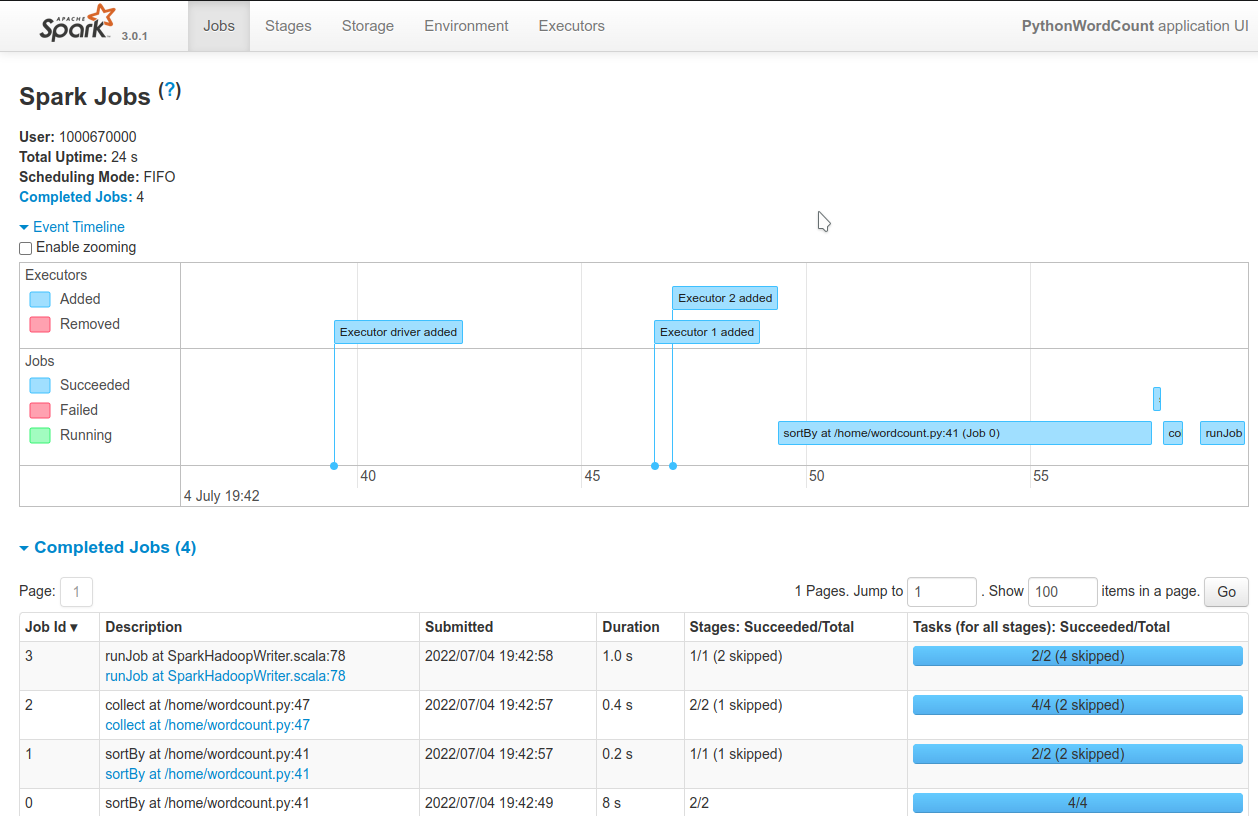 APACHE Spark 3.0.1 Jobs Stages Storage Environment Executors PythonWordCount application UI
Spark Jobs (?)
User: 1000670000
Total Uptime: 24 s
Scheduling Mode: FIFO
Completed Jobs: 4
Event Timeline
Enable zooming
Executors
Added
Removed
Executor 2 added
Executor driver added
Executor 1 added
Jobs
Succeeded
Failed
Running
sortBy at /home/wordcount.py:41 (Job 0)
co
runJob
40 45 50 55
4 July 19:42
Completed Jobs (4)
Page: 1 1 Pages. Jump to 1 . Show 100 items in a page. Go
Job Id ▾ Description Submitted Duration Stages: Succeeded/Total Tasks (for all stages): Succeeded/Total
3 runJob at SparkHadoopWriter.scala:78 2022/07/04 19:42:58 1.0 s 1/1 (2 skipped) 2/2 (4 skipped)
runJob at SparkHadoopWriter.scala:78
2 collect at /home/wordcount.py:47 2022/07/04 19:42:57 0.4 s 2/2 (1 skipped) 4/4 (2 skipped)
collect at /home/wordcount.py:47
1 sortBy at /home/wordcount.py:41 2022/07/04 19:42:57 0.2 s 1/1 (1 skipped) 2/2 (2 skipped)
sortBy at /home/wordcount.py:41
0 sortBy at /home/wordcount.py:41 2022/07/04 19:42:49 8 s 2/2 4/4